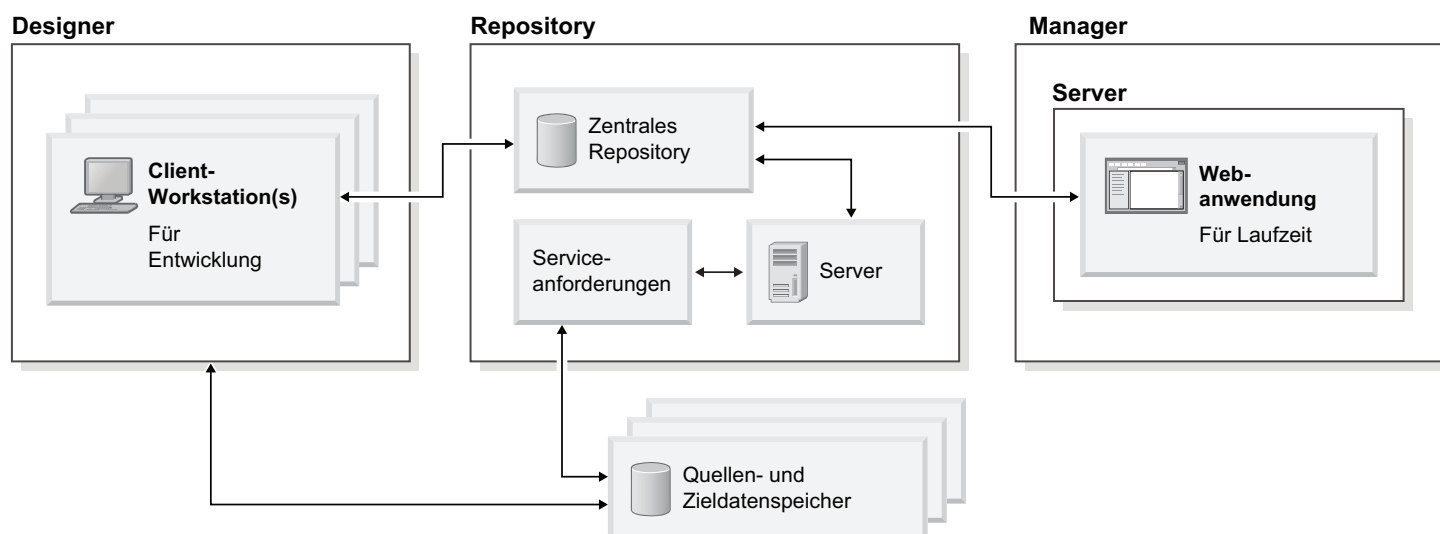 Designer
Client-
Workstation(s)
Für
Entwicklung
Repository
Zentrales
Repository
Service-
anforderungen
Server
Manager
Server
Web-
anwendung
Für Laufzeit
Quellen- und
Zieldatenspeicher